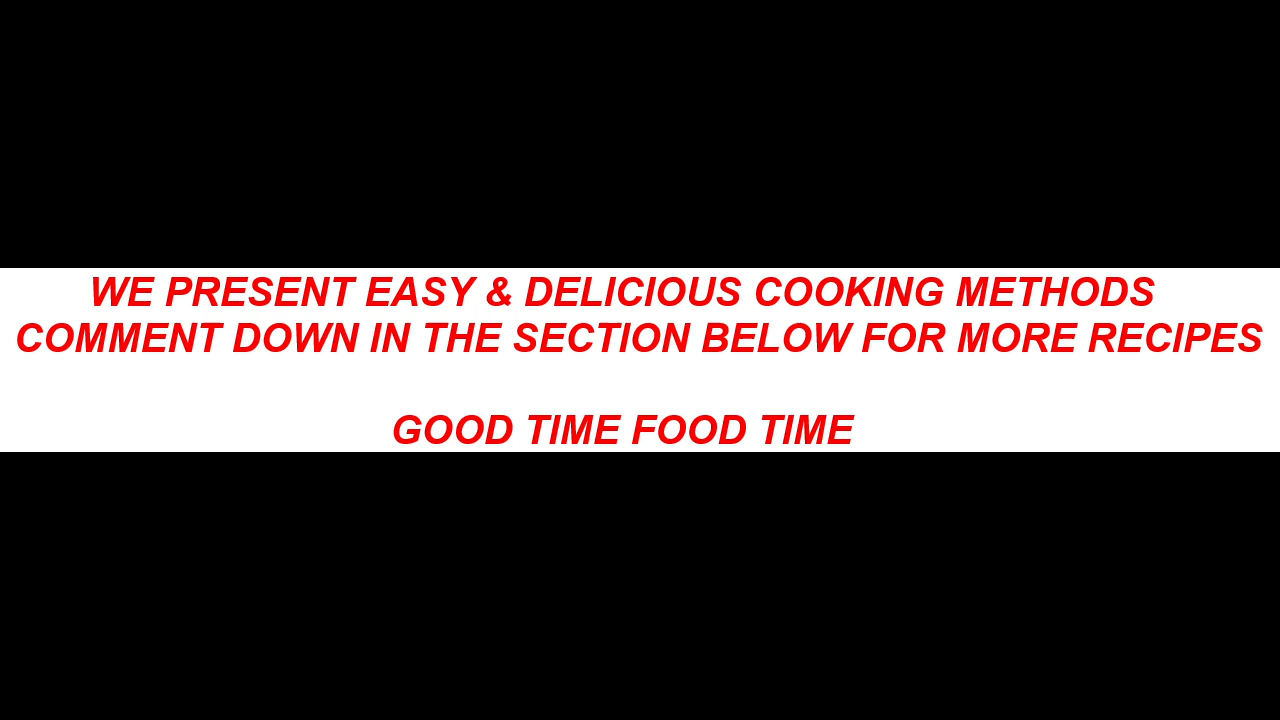 WE PRESENT EASY & DELICIOUS COOKING METHODS
COMMENT DOWN IN THE SECTION BELOW FOR MORE RECIPES
GOOD TIME FOOD TIME